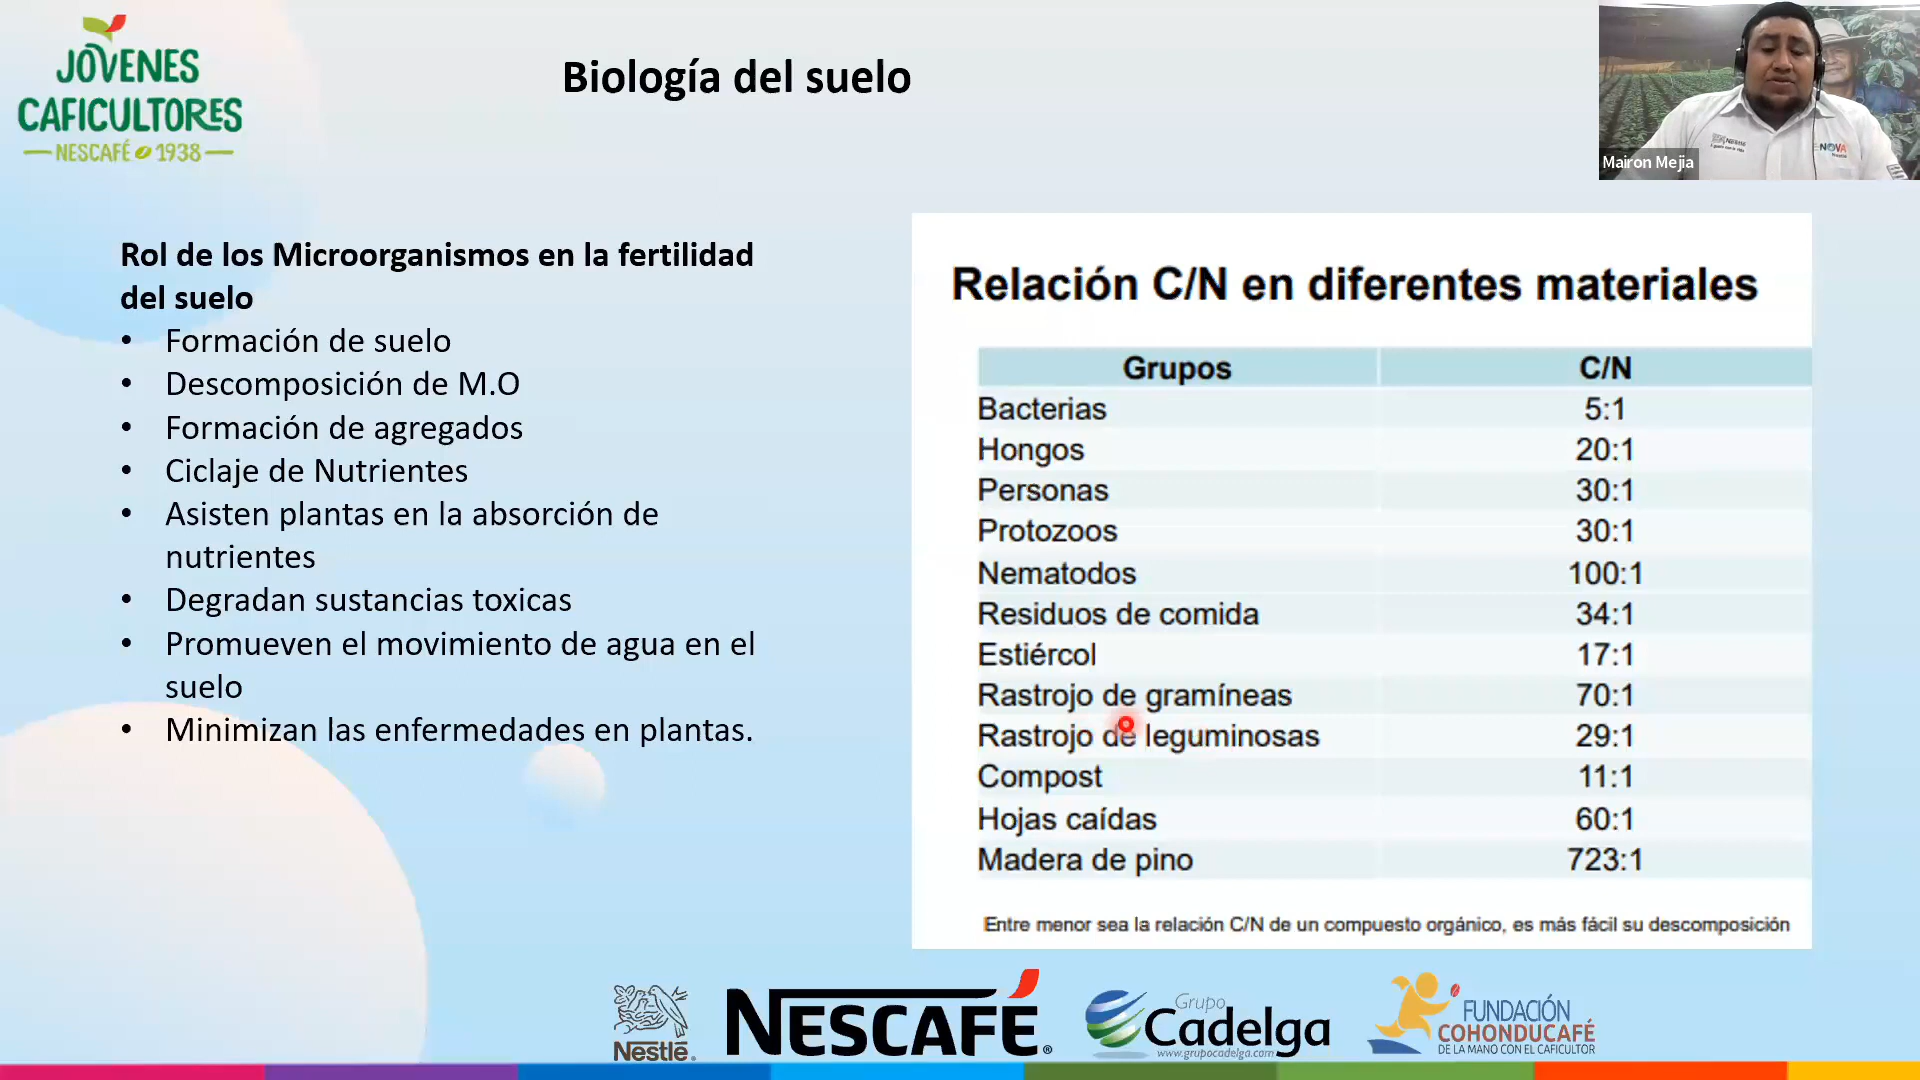 JÓVENES
CAFICULTORES
NESCAFÉ 1938
Biología del suelo
Mairon Mejia
Rol de los Microorganismos en la fertilidad
del suelo
• Formación de suelo
• Descomposición de M.O
• Formación de agregados
• Ciclaje de Nutrientes
• Asisten plantas en la absorción de
nutrientes
• Degradan sustancias toxicas
• Promueven el movimiento de agua en el
suelo
• Minimizan las enfermedades en plantas.
Relación C/N en diferentes materiales
Grupos C/N
Bacterias 5:1
Hongos 20:1
Personas 30:1
Protozoos 30:1
Nematodos 100:1
Residuos de comida 34:1
Estiércol 17:1
Rastrojo de gramíneas 70:1
Rastrojo de leguminosas 29:1
Compost 11:1
Hojas caídas 60:1
Madera de pino 723:1
Entre menor sea la relación C/N de un compuesto orgánico, es más fácil su descomposición
Nestlé
NESCAFÉ
Grupo
Cadelga
www.grupocadelga.com
FUNDACIÓN
COHONDUCAFÉ
DE LA MANO CON EL CAFICULTOR